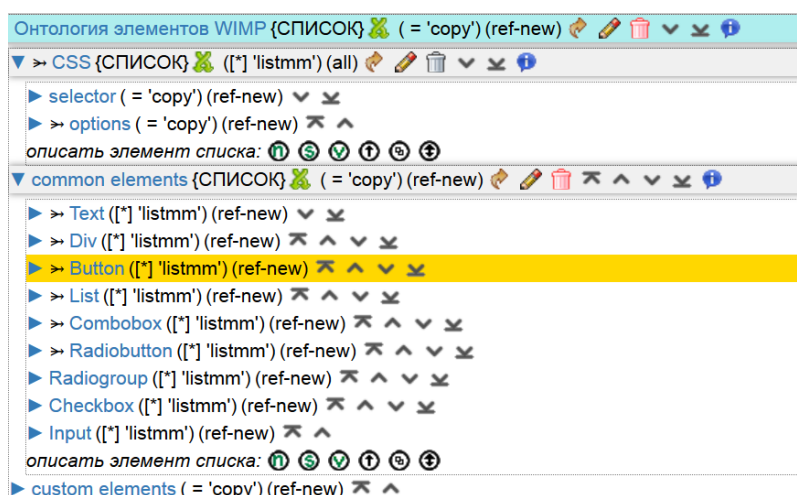 Онтология элементов WIMP {СПИСОК} ( = 'copy') (ref-new)
CSS {СПИСОК} ([*] 'listmm') (all)
selector ( = 'copy') (ref-new)
options ( = 'copy') (ref-new)
описать элемент списка: n S V
common elements {СПИСОК} ( = 'copy') (ref-new)
Text ([*] 'listmm') (ref-new)
Div ([*] 'listmm') (ref-new)
Button ([*] 'listmm') (ref-new)
List ([*] 'listmm') (ref-new)
Combobox ([*] 'listmm') (ref-new)
Radiobutton ([*] 'listmm') (ref-new)
Radiogroup ([*] 'listmm') (ref-new)
Checkbox ([*] 'listmm') (ref-new)
Input ([*] 'listmm') (ref-new)
описать элемент списка: n S V
custom elements ( = 'copy') (ref-new)